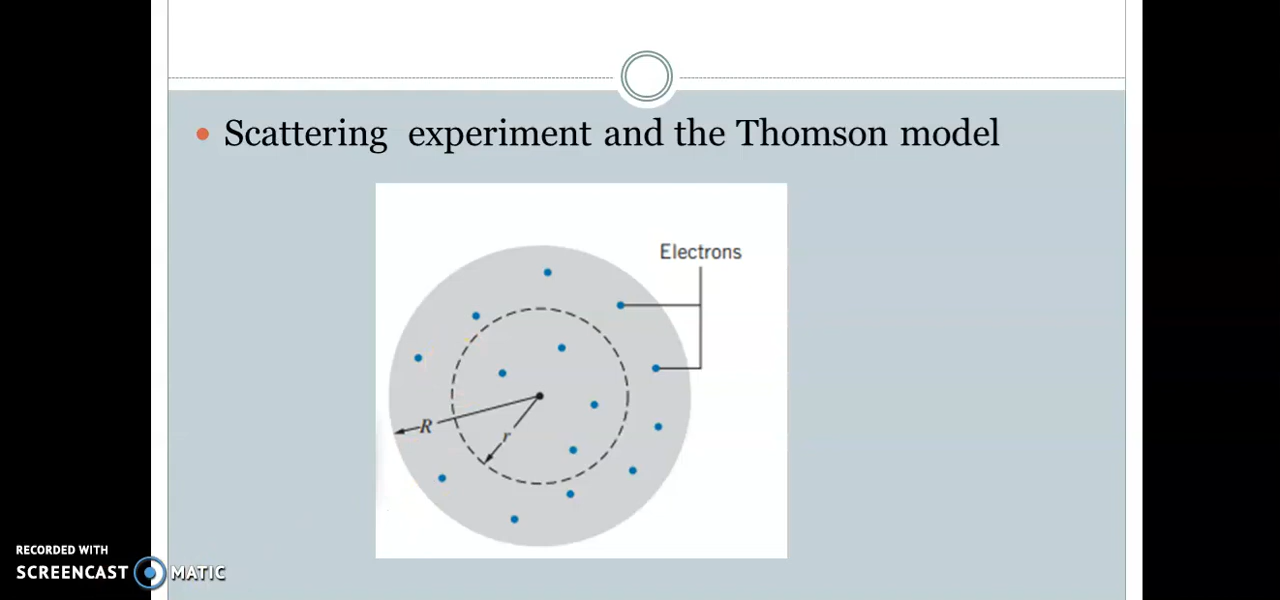 Scattering experiment and the Thomson model
Electrons
R
r
RECORDED WITH
SCREENCAST MATIC